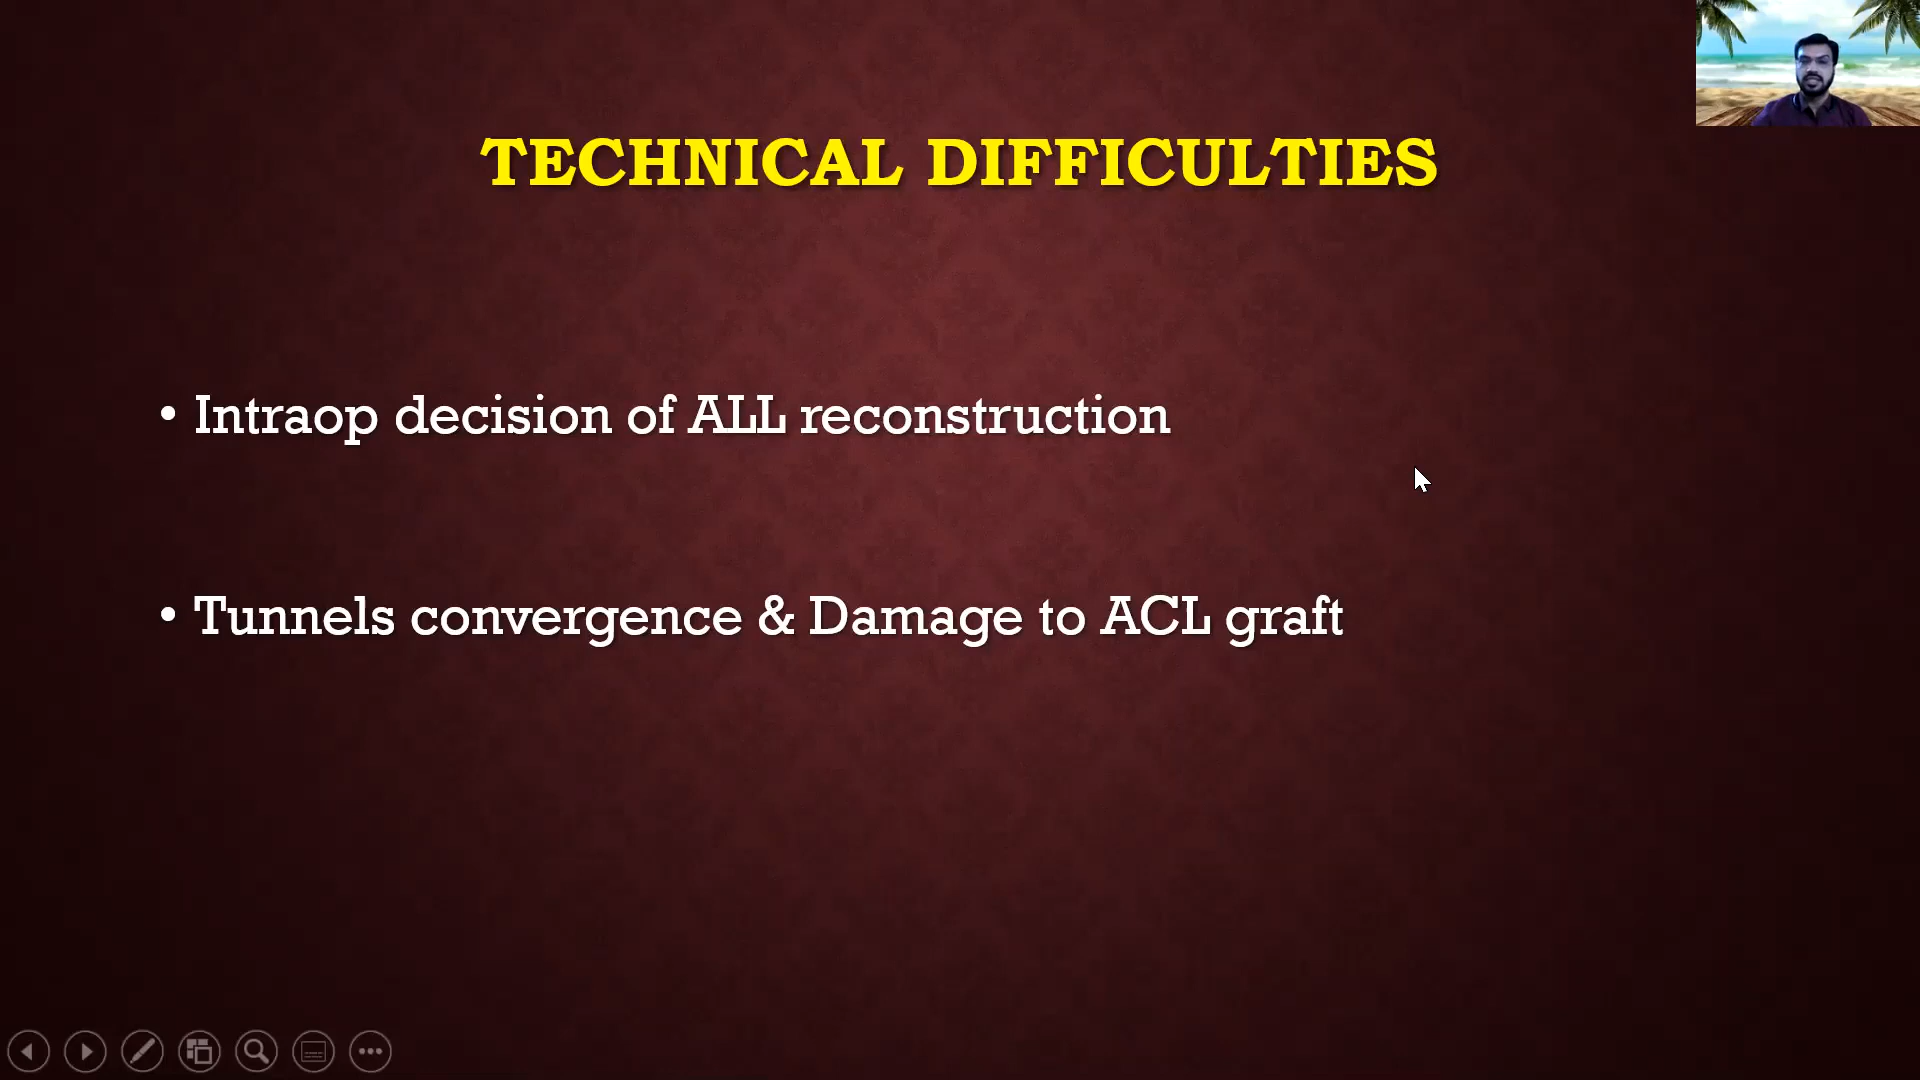 TECHNICAL DIFFICULTIES
• Intraop decision of ALL reconstruction
• Tunnels convergence & Damage to ACL graft